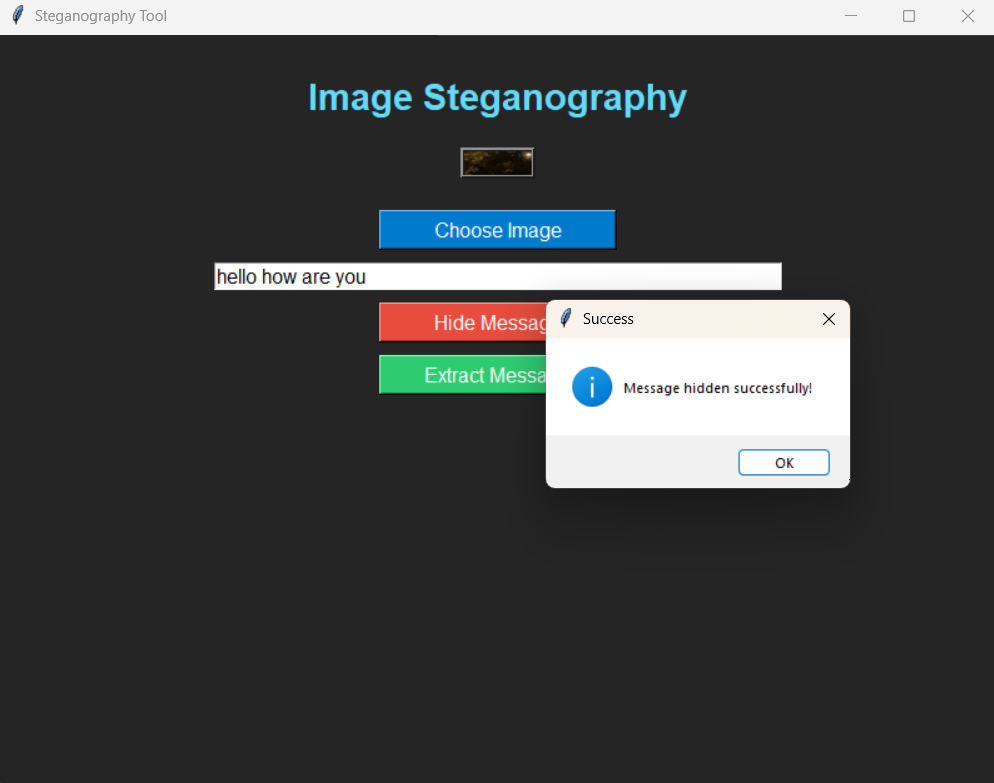 Steganography Tool
Image Steganography
Choose Image
hello how are you
Hide Messag
Success
Extract Messa
Message hidden successfully!
OK